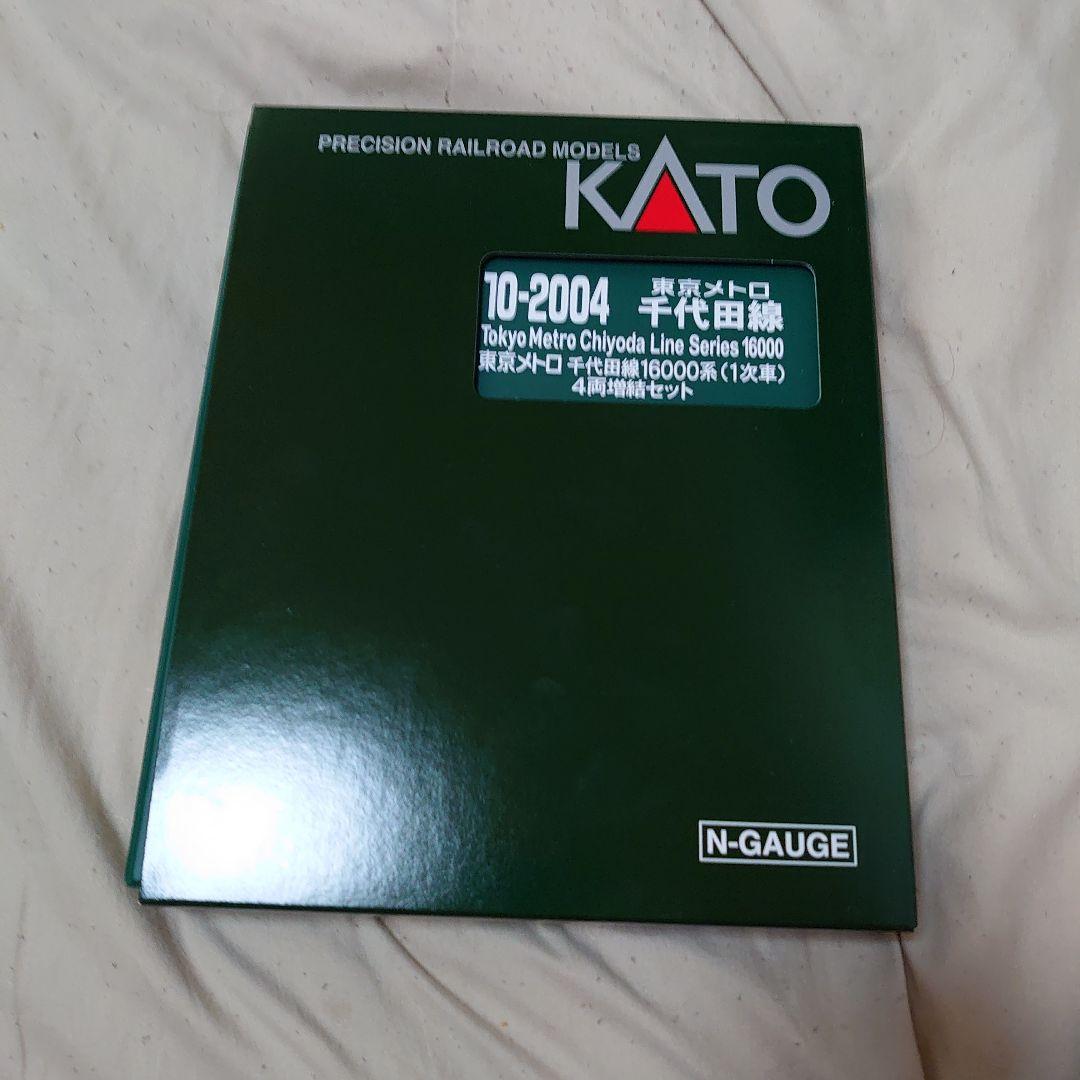 PRECISION RAILROAD MODELS
KATO
10-2004 東京メトロ 千代田線
Tokyo Metro Chiyoda Line Series 16000
東京メトロ 千代田線16000系(1次車)
4両増結セット
N-GAUGE